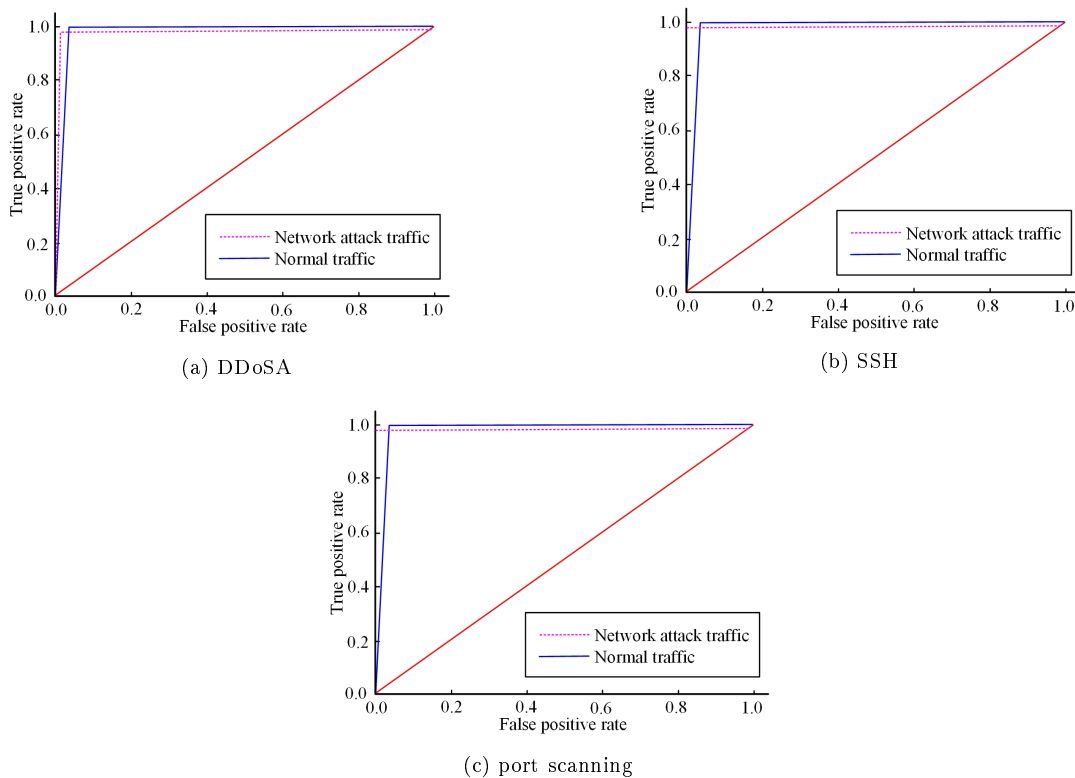 1.0
0.8
0.6
0.4
0.2
0.0
True positive rate
Network attack traffic
Normal traffic
0.0 0.2 0.4 0.6 0.8 1.0
False positive rate
(a) DDoSA
1.0
0.8
0.6
0.4
0.2
0.0
True positive rate
Network attack traffic
Normal traffic
0.0 0.2 0.4 0.6 0.8 1.0
False positive rate
(b) SSH
1.0
0.8
0.6
0.4
0.2
0.0
True positive rate
Network attack traffic
Normal traffic
0.0 0.2 0.4 0.6 0.8 1.0
False positive rate
(c) port scanning